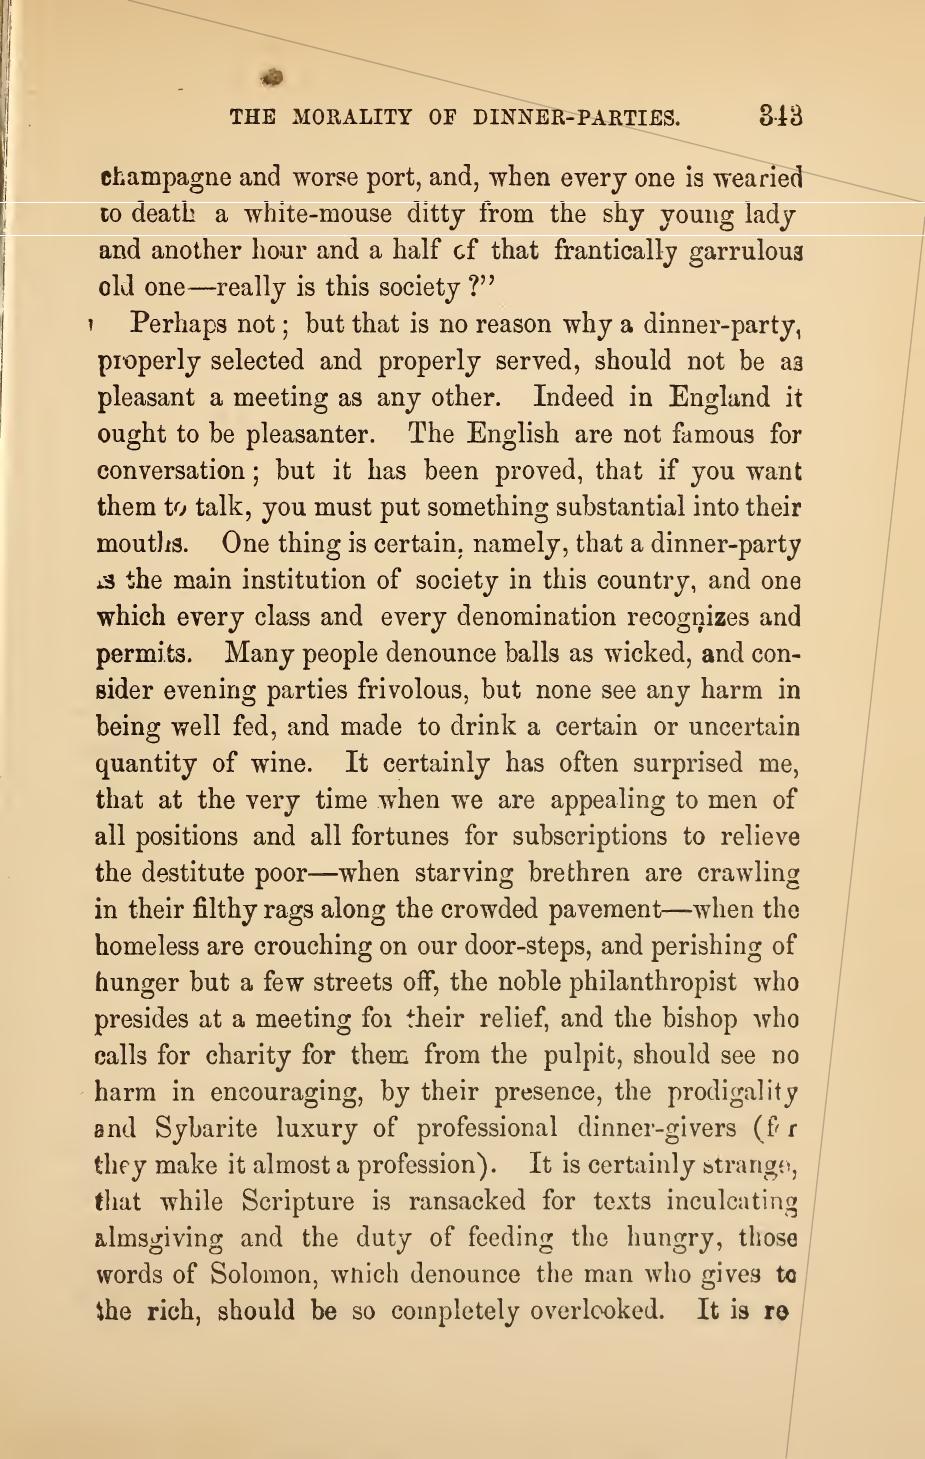 THE MORALITY OF DINNER-PARTIES. 343
champagne and worse port, and, when every one is wearied
to death a white-mouse ditty from the shy young lady
and another hour and a half of that frantically garrulous
old one—really is this society ?”
Perhaps not ; but that is no reason why a dinner-party,
properly selected and properly served, should not be as
pleasant a meeting as any other. Indeed in England it
ought to be pleasanter. The English are not famous for
conversation ; but it has been proved, that if you want
them to talk, you must put something substantial into their
mouths. One thing is certain, namely, that a dinner-party
is the main institution of society in this country, and one
which every class and every denomination recognizes and
permits. Many people denounce balls as wicked, and con-
sider evening parties frivolous, but none see any harm in
being well fed, and made to drink a certain or uncertain
quantity of wine. It certainly has often surprised me,
that at the very time when we are appealing to men of
all positions and all fortunes for subscriptions to relieve
the destitute poor—when starving brethren are crawling
in their filthy rags along the crowded pavement—when the
homeless are crouching on our door-steps, and perishing of
hunger but a few streets off, the noble philanthropist who
presides at a meeting for their relief, and the bishop who
calls for charity for them from the pulpit, should see no
harm in encouraging, by their presence, the prodigality
and Sybarite luxury of professional dinner-givers (for
they make it almost a profession). It is certainly strange,
that while Scripture is ransacked for texts inculcating
almsgiving and the duty of feeding the hungry, those
words of Solomon, which denounce the man who gives to
the rich, should be so completely overlooked. It is re